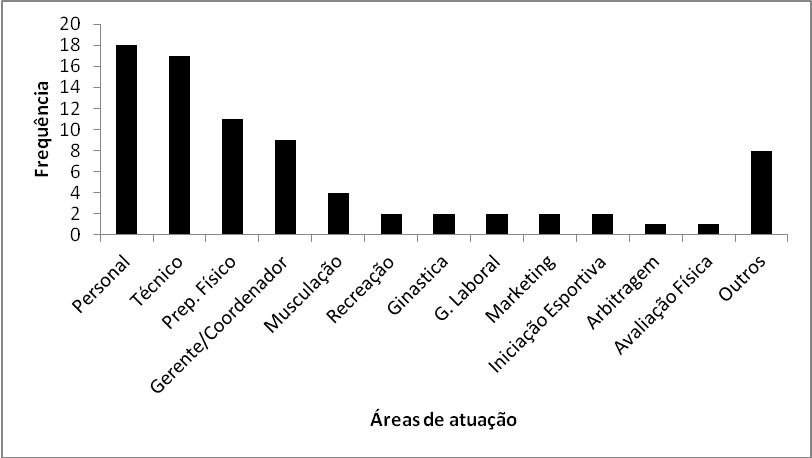 20
18
16
14
12
10
8
6
4
2
0
Frequência
Personal
Técnico
Prep. Físico
Gerente/Coordenador
Musculação
Recreação
Ginastica
G. Laboral
Marketing
Iniciação Esportiva
Arbitragem
Avaliação Física
Outros
Áreas de atuação